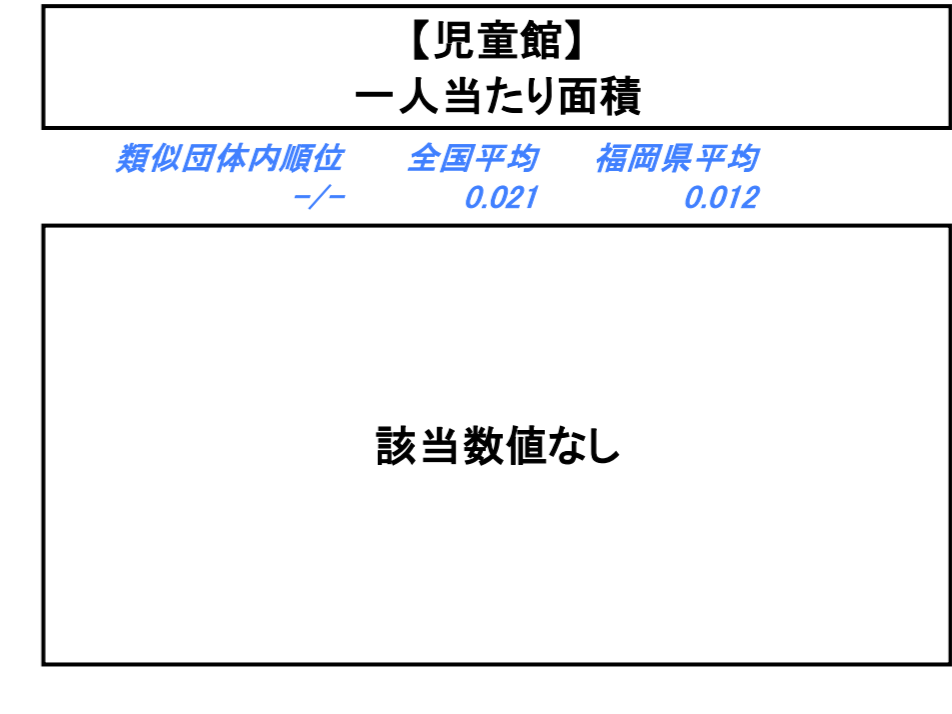 【児童館】
一人当たり面積
類似団体内順位 全国平均 福岡県平均
-/- 0.021 0.012
該当数値なし